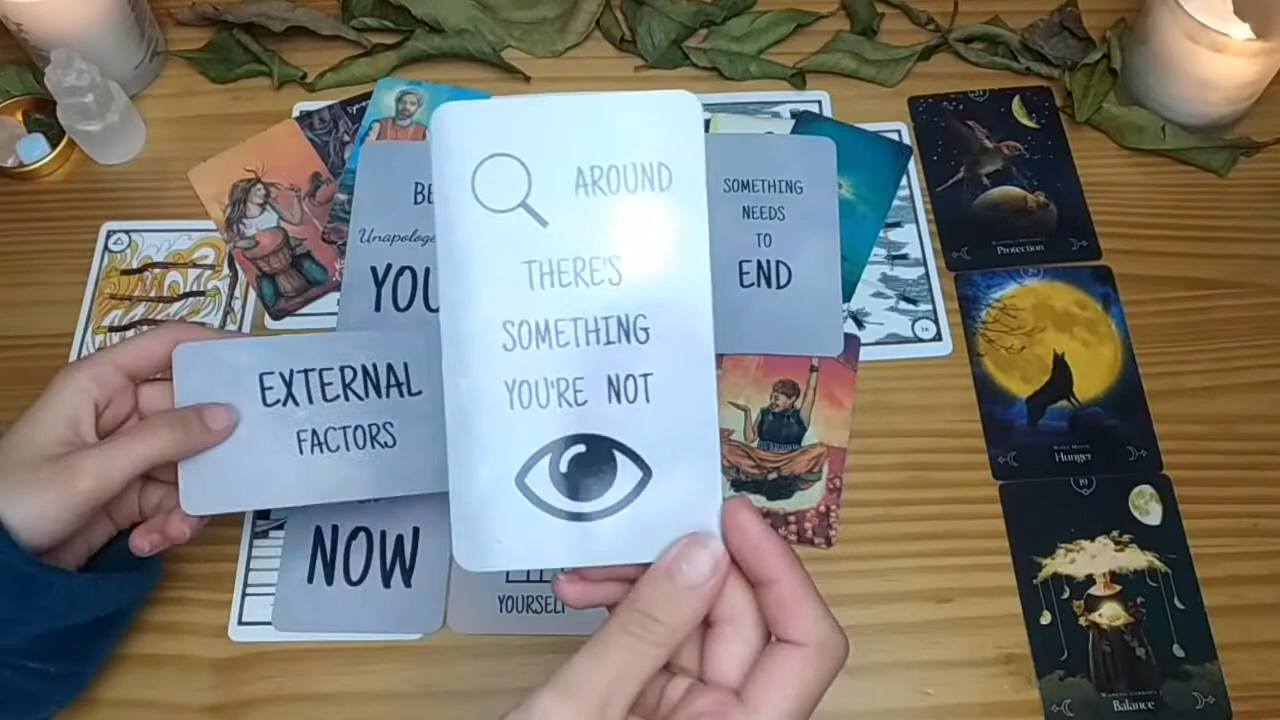 AROUND
THERE'S
SOMETHING
YOU'RE NOT
EXTERNAL
FACTORS
BE
YOU
SOMETHING
NEEDS
TO
END
NOW
YOURSELF
Protection
Hunger
Balance